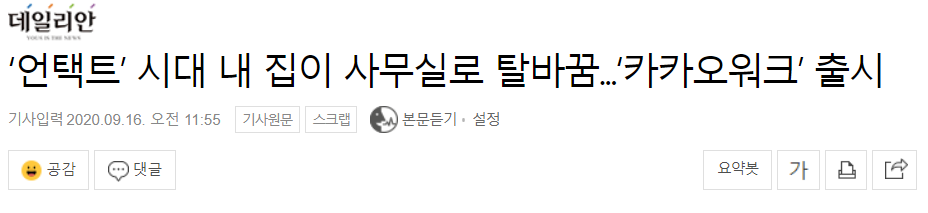 데일리안
YOU IS THE NEWS
‘언택트’ 시대 내 집이 사무실로 탈바꿈…‘카카오워크’ 출시
기사입력 2020.09.16. 오전 11:55 기사원문 스크랩 본문듣기 · 설정
공감 댓글 요약봇 가